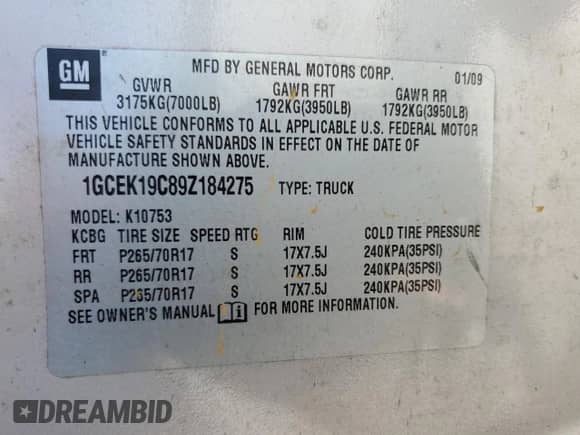 GM
MFD BY GENERAL MOTORS CORP. 01/09
GVWR GAWR FRT GAWR RR
3175KG(7000LB) 1792KG(3950LB) 1792KG(3950LB)
THIS VEHICLE CONFORMS TO ALL APPLICABLE U.S. FEDERAL MOTOR
VEHICLE SAFETY STANDARDS IN EFFECT ON THE DATE OF
MANUFACTURE SHOWN ABOVE.
1GCEK19C89Z184275 TYPE: TRUCK
MODEL: K10753
KCBG TIRE SIZE SPEED RTG RIM COLD TIRE PRESSURE
FRT P265/70R17 S 17X7.5J 240KPA(35PSI)
RR P265/70R17 S 17X7.5J 240KPA(35PSI)
SPA P265/70R17 S 17X7.5J 240KPA(35PSI)
SEE OWNER'S MANUAL FOR MORE INFORMATION.
DREAMBID